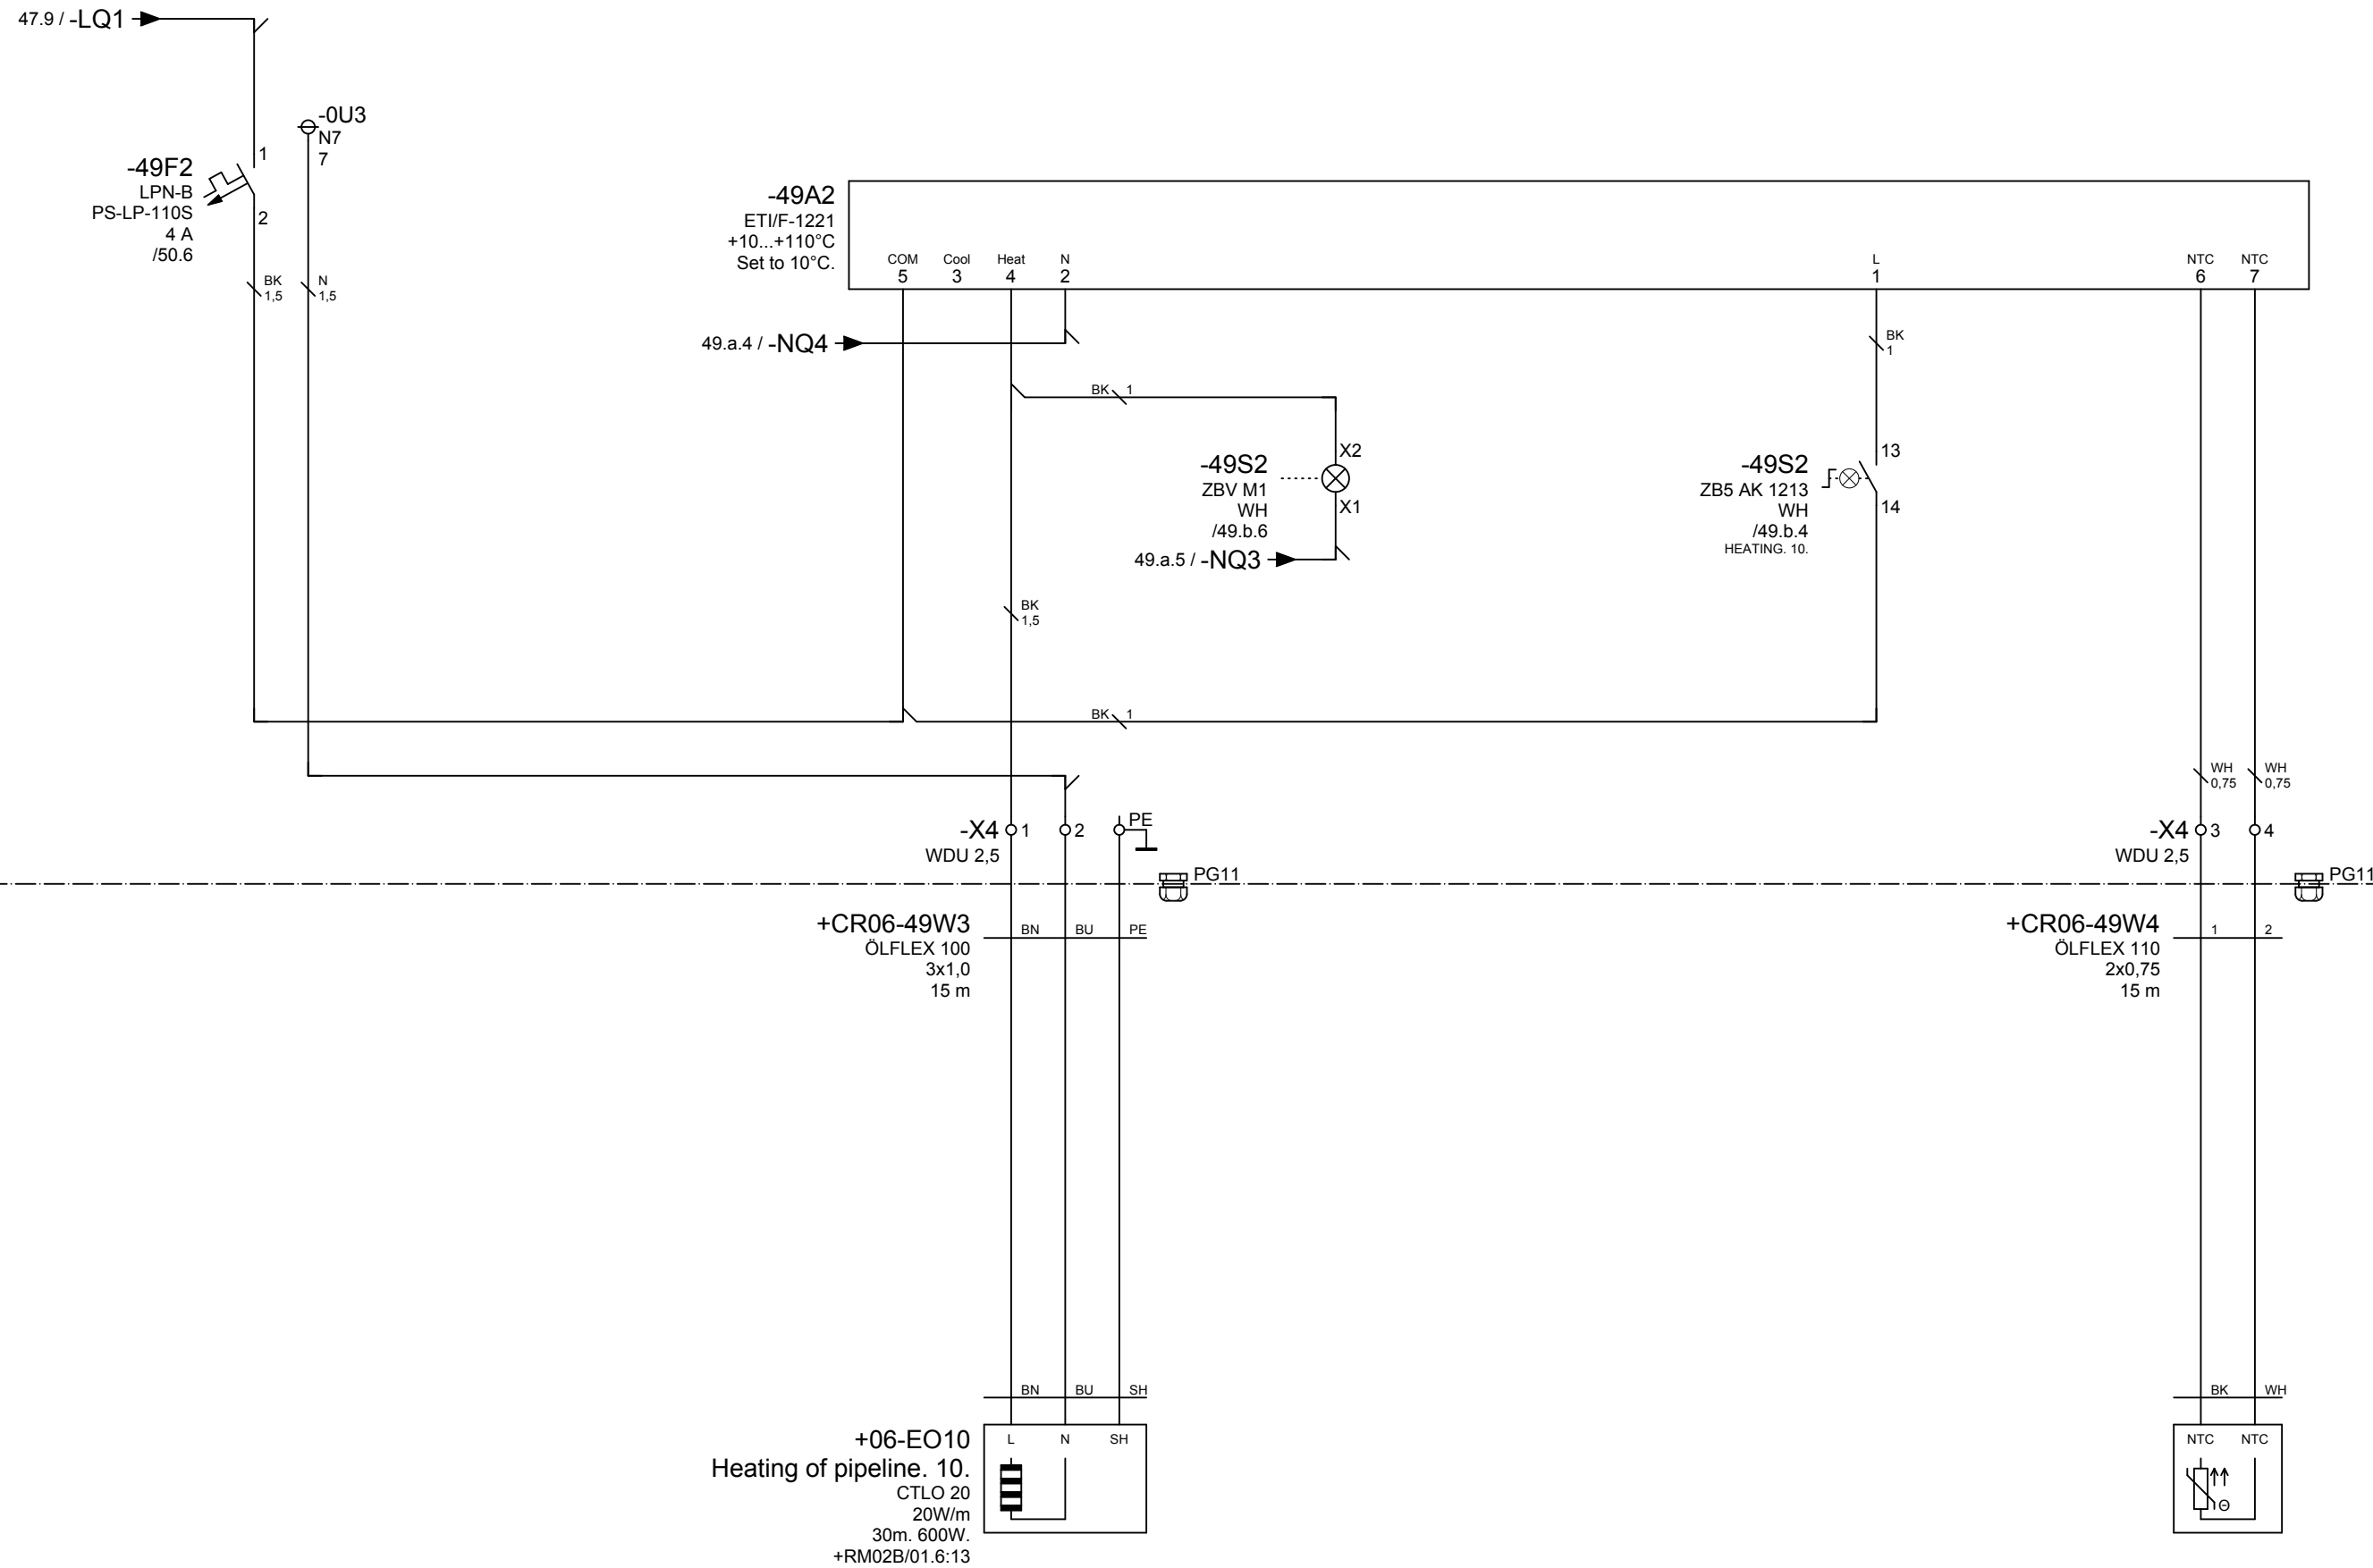 47.9 / -LQ1
-0U3
N7
7
1
-49F2
LPN-B
PS-LP-110S
4 A
/50.6
2
BK
1,5
N
1,5
-49A2
ETI/F-1221
+10...+110°C
Set to 10°C.
COM Cool Heat N L NTC NTC
5 3 4 2 1 6 7
49.a.4 / -NQ4
BK
1
BK 1
-49S2
ZBV M1
WH
/49.b.6
X2
X1
49.a.5 / -NQ3
-49S2
ZB5 AK 1213
WH
/49.b.4
HEATING. 10.
13
14
BK
1,5
BK 1
WH
0,75
WH
0,75
-X4 1 2 PE
WDU 2,5
-X4 3 4
WDU 2,5
PG11
PG11
+CR06-49W3
ÖLFLEX 100
3x1,0
15 m
BN BU PE
+CR06-49W4
ÖLFLEX 110
2x0,75
15 m
1 2
BN BU SH
BK WH
+06-EO10
Heating of pipeline. 10.
CTLO 20
20W/m
30m. 600W.
+RM02B/01.6:13
L N SH
NTC NTC
Θ